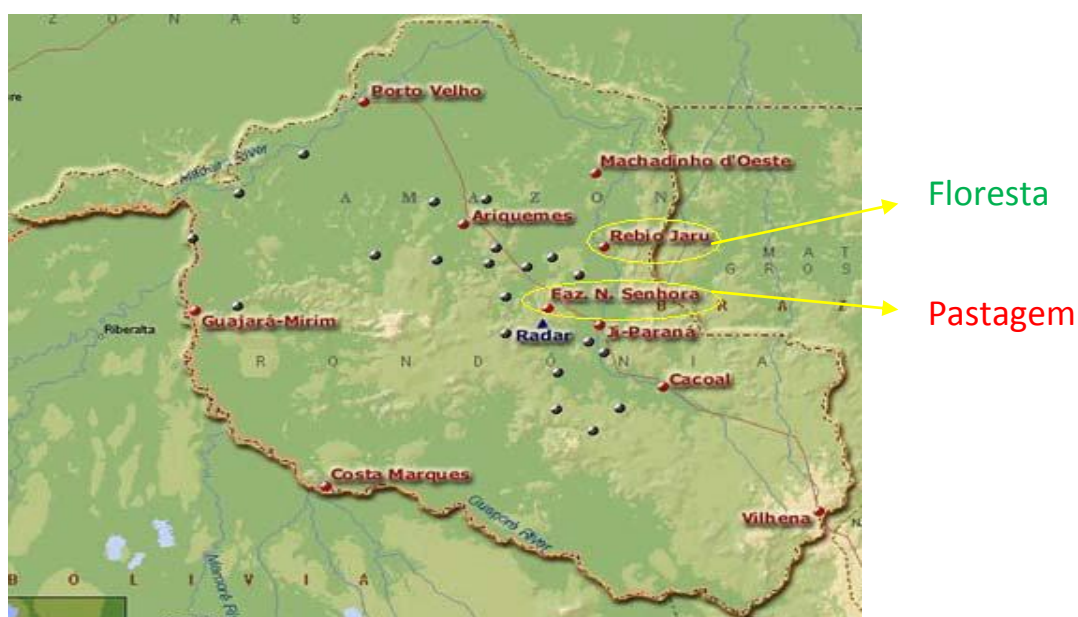 Z O N A S
Porto Velho
Machadinho d'Oeste
A M A Z O N
Ariquemes
Floresta
Rebio Jaru
M A T
G R O S
Faz. N. Senhora
B R A Z
Pastagem
Guajará-Mirim
Riberalta
Radar
Ji-Paraná
R O N D Ô N I A
Cacoal
Costa Marques
Guaporé River
Vilhena
B O L I V I A